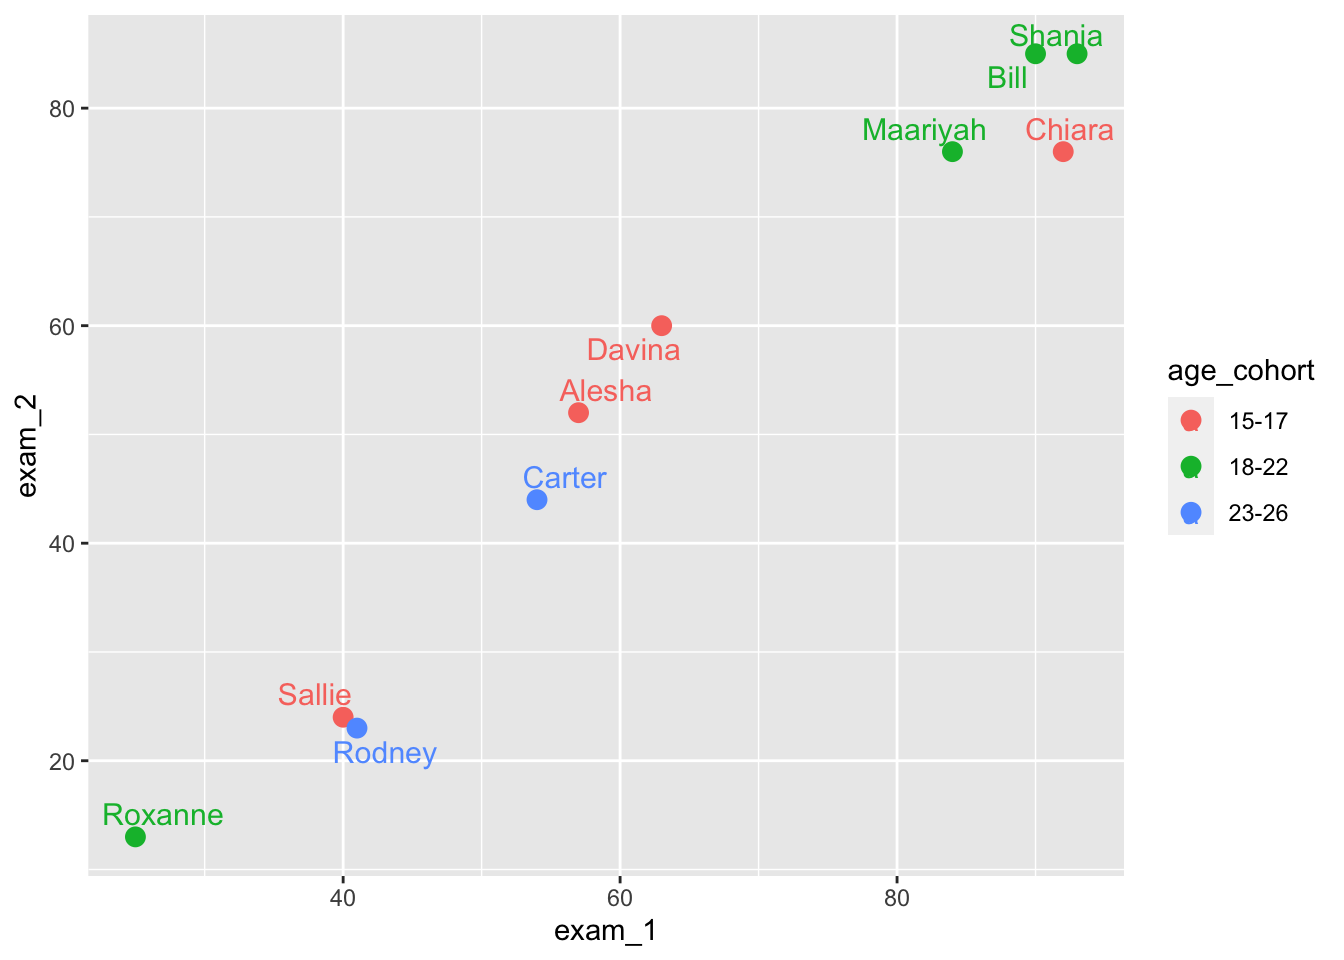 Shania
Bill
80
Maariyah
Chiara
60
Davina
age_cohort
Alesha
15-17
exam_2
18-22
Carter
23-26
40
Sallie
Rodney
20
Roxanne
40
60
80
exam_1